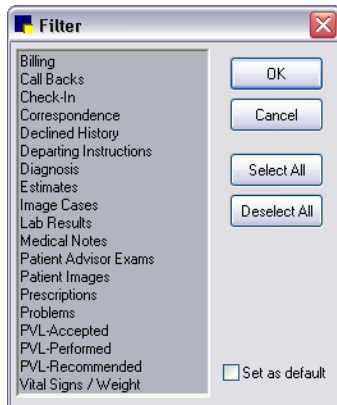 Filter
Billing
Call Backs
Check-In
Correspondence
Declined History
Departing Instructions
Diagnosis
Estimates
Image Cases
Lab Results
Medical Notes
Patient Advisor Exams
Patient Images
Prescriptions
Problems
PVL-Accepted
PVL-Performed
PVL-Recommended
Vital Signs / Weight
OK
Cancel
Select All
Deselect All
Set as default